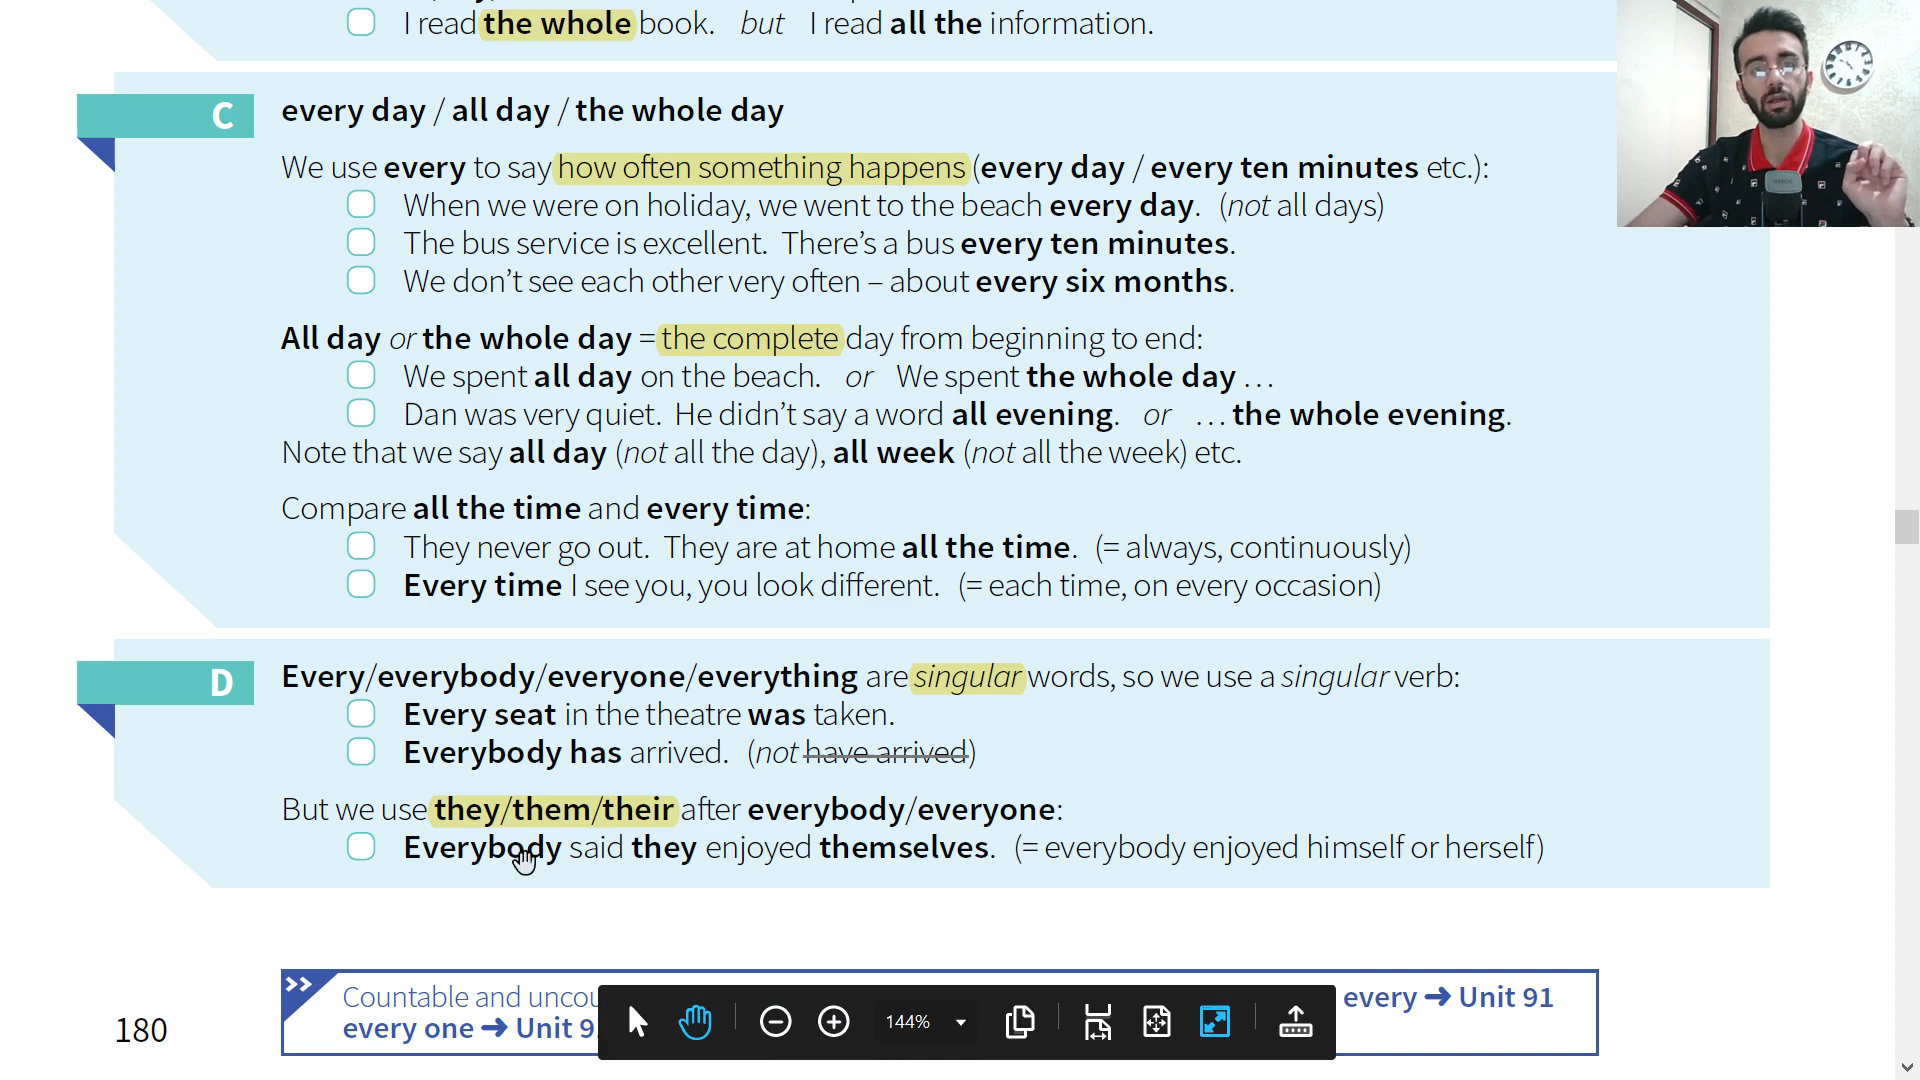 I read the whole book. but I read all the information.
C
every day / all day / the whole day
We use every to say how often something happens (every day / every ten minutes etc.):
When we were on holiday, we went to the beach every day. (not all days)
The bus service is excellent. There's a bus every ten minutes.
We don't see each other very often – about every six months.
All day or the whole day = the complete day from beginning to end:
We spent all day on the beach. or We spent the whole day ...
Dan was very quiet. He didn't say a word all evening. or ... the whole evening.
Note that we say all day (not all the day), all week (not all the week) etc.
Compare all the time and every time:
They never go out. They are at home all the time. (= always, continuously)
Every time I see you, you look different. (= each time, on every occasion)
D
Every/everybody/everyone/everything are singular words, so we use a singular verb:
Every seat in the theatre was taken.
Everybody has arrived. (not have arrived)
But we use they/them/their after everybody/everyone:
Everybody said they enjoyed themselves. (= everybody enjoyed himself or herself)
Countable and uncou every ➜ Unit 91
every one ➜ Unit 9
144%
180